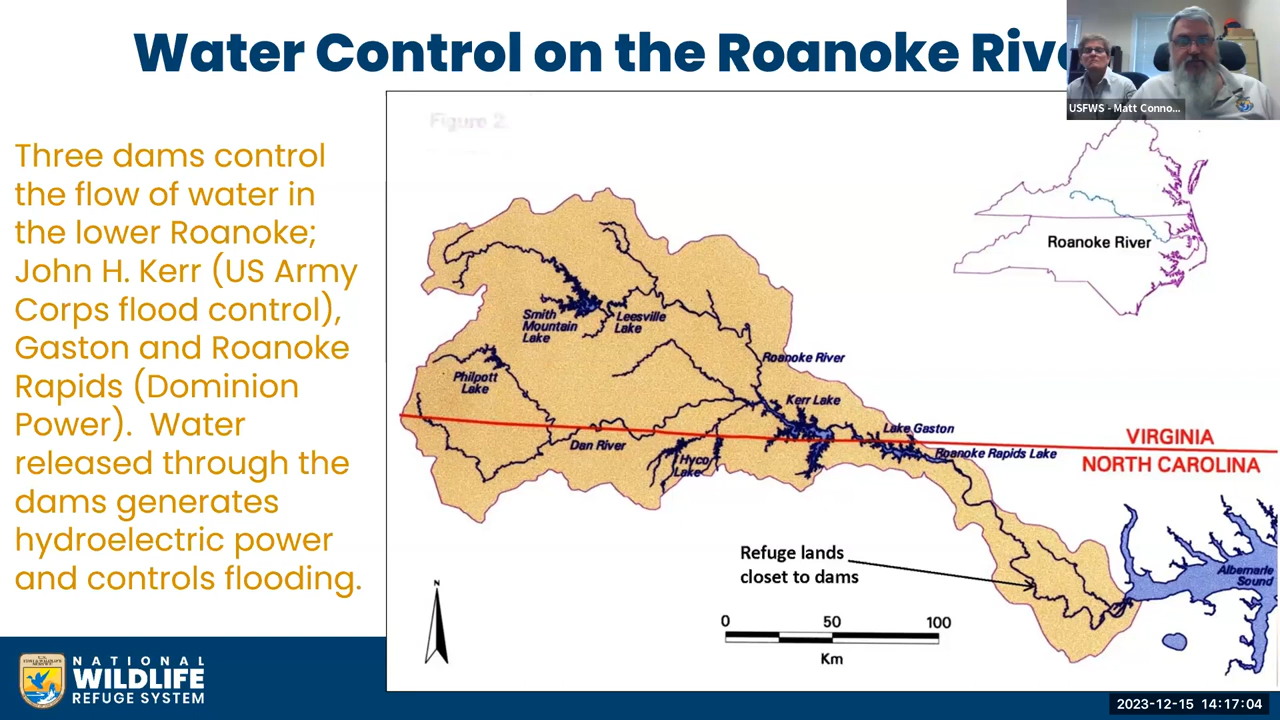 Water Control on the Roanoke Rive
USFWS - Matt Conno...
Three dams control
the flow of water in
the lower Roanoke;
John H. Kerr (US Army
Corps flood control),
Gaston and Roanoke
Rapids (Dominion
Power). Water
released through the
dams generates
hydroelectric power
and controls flooding.
Figure 2.
Roanoke River
Smith
Mountain
Lake
Leesville
Lake
Philpott
Lake
Roanoke River
Kerr Lake
Dan River
Hyco
Lake
Lake Gaston
Roanoke Rapids Lake
VIRGINIA
NORTH CAROLINA
Refuge lands
closet to dams
Albemarle
Sound
N
0 50 100
Km
NATIONAL
WILDLIFE
REFUGE SYSTEM
2023-12-15 14:17:04